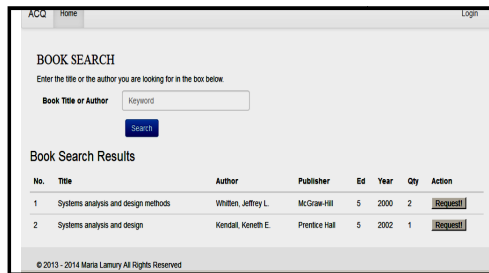 ACQ Home Login
BOOK SEARCH
Enter the title or the author you are looking for in the box below.
Book Title or Author Keyword
Search
Book Search Results
No. Title Author Publisher Ed Year Qty Action
1 Systems analysis and design methods Whitten, Jeffrey L. McGraw-Hill 5 2000 2 Request!
2 Systems analysis and design Kendall, Keneth E. Prentice Hall 5 2002 1 Request!
© 2013 - 2014 Maria Lamury All Rights Reserved